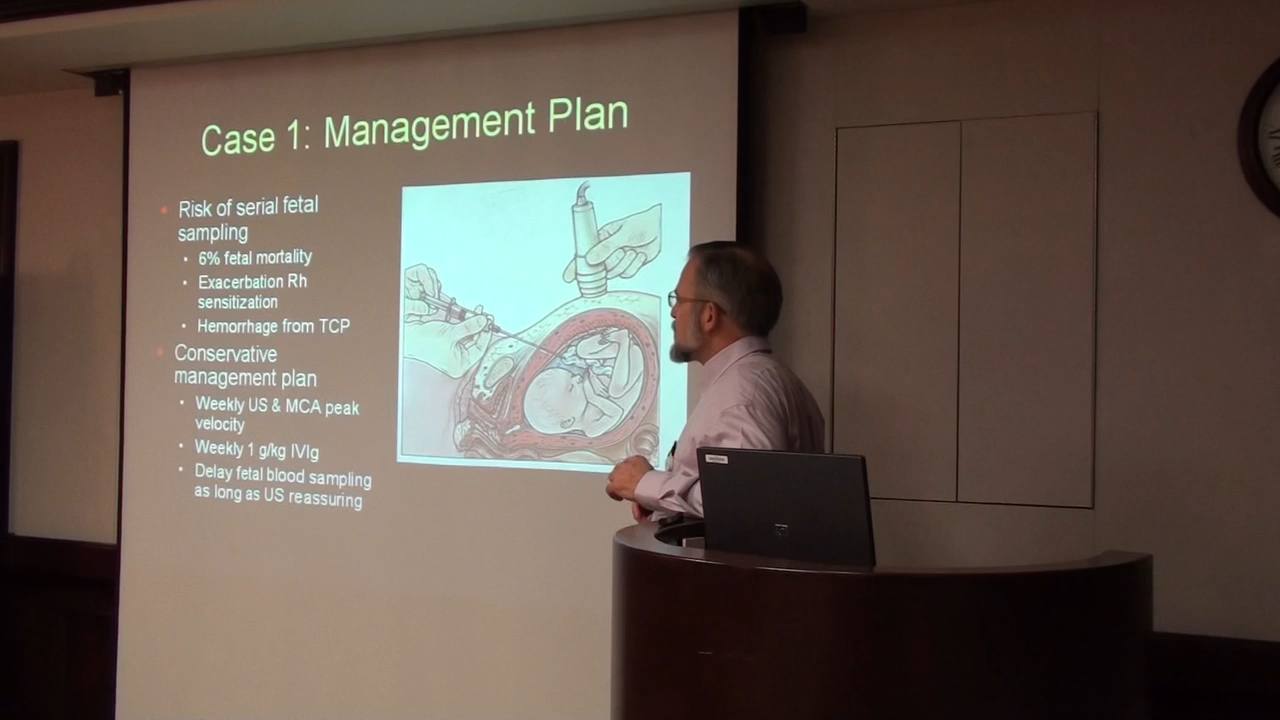 Case 1: Management Plan
• Risk of serial fetal
sampling
• 6% fetal mortality
• Exacerbation Rh
sensitization
• Hemorrhage from TCP
• Conservative
management plan
• Weekly US & MCA peak
velocity
• Weekly 1 g/kg IVIg
• Delay fetal blood sampling
as long as US reassuring